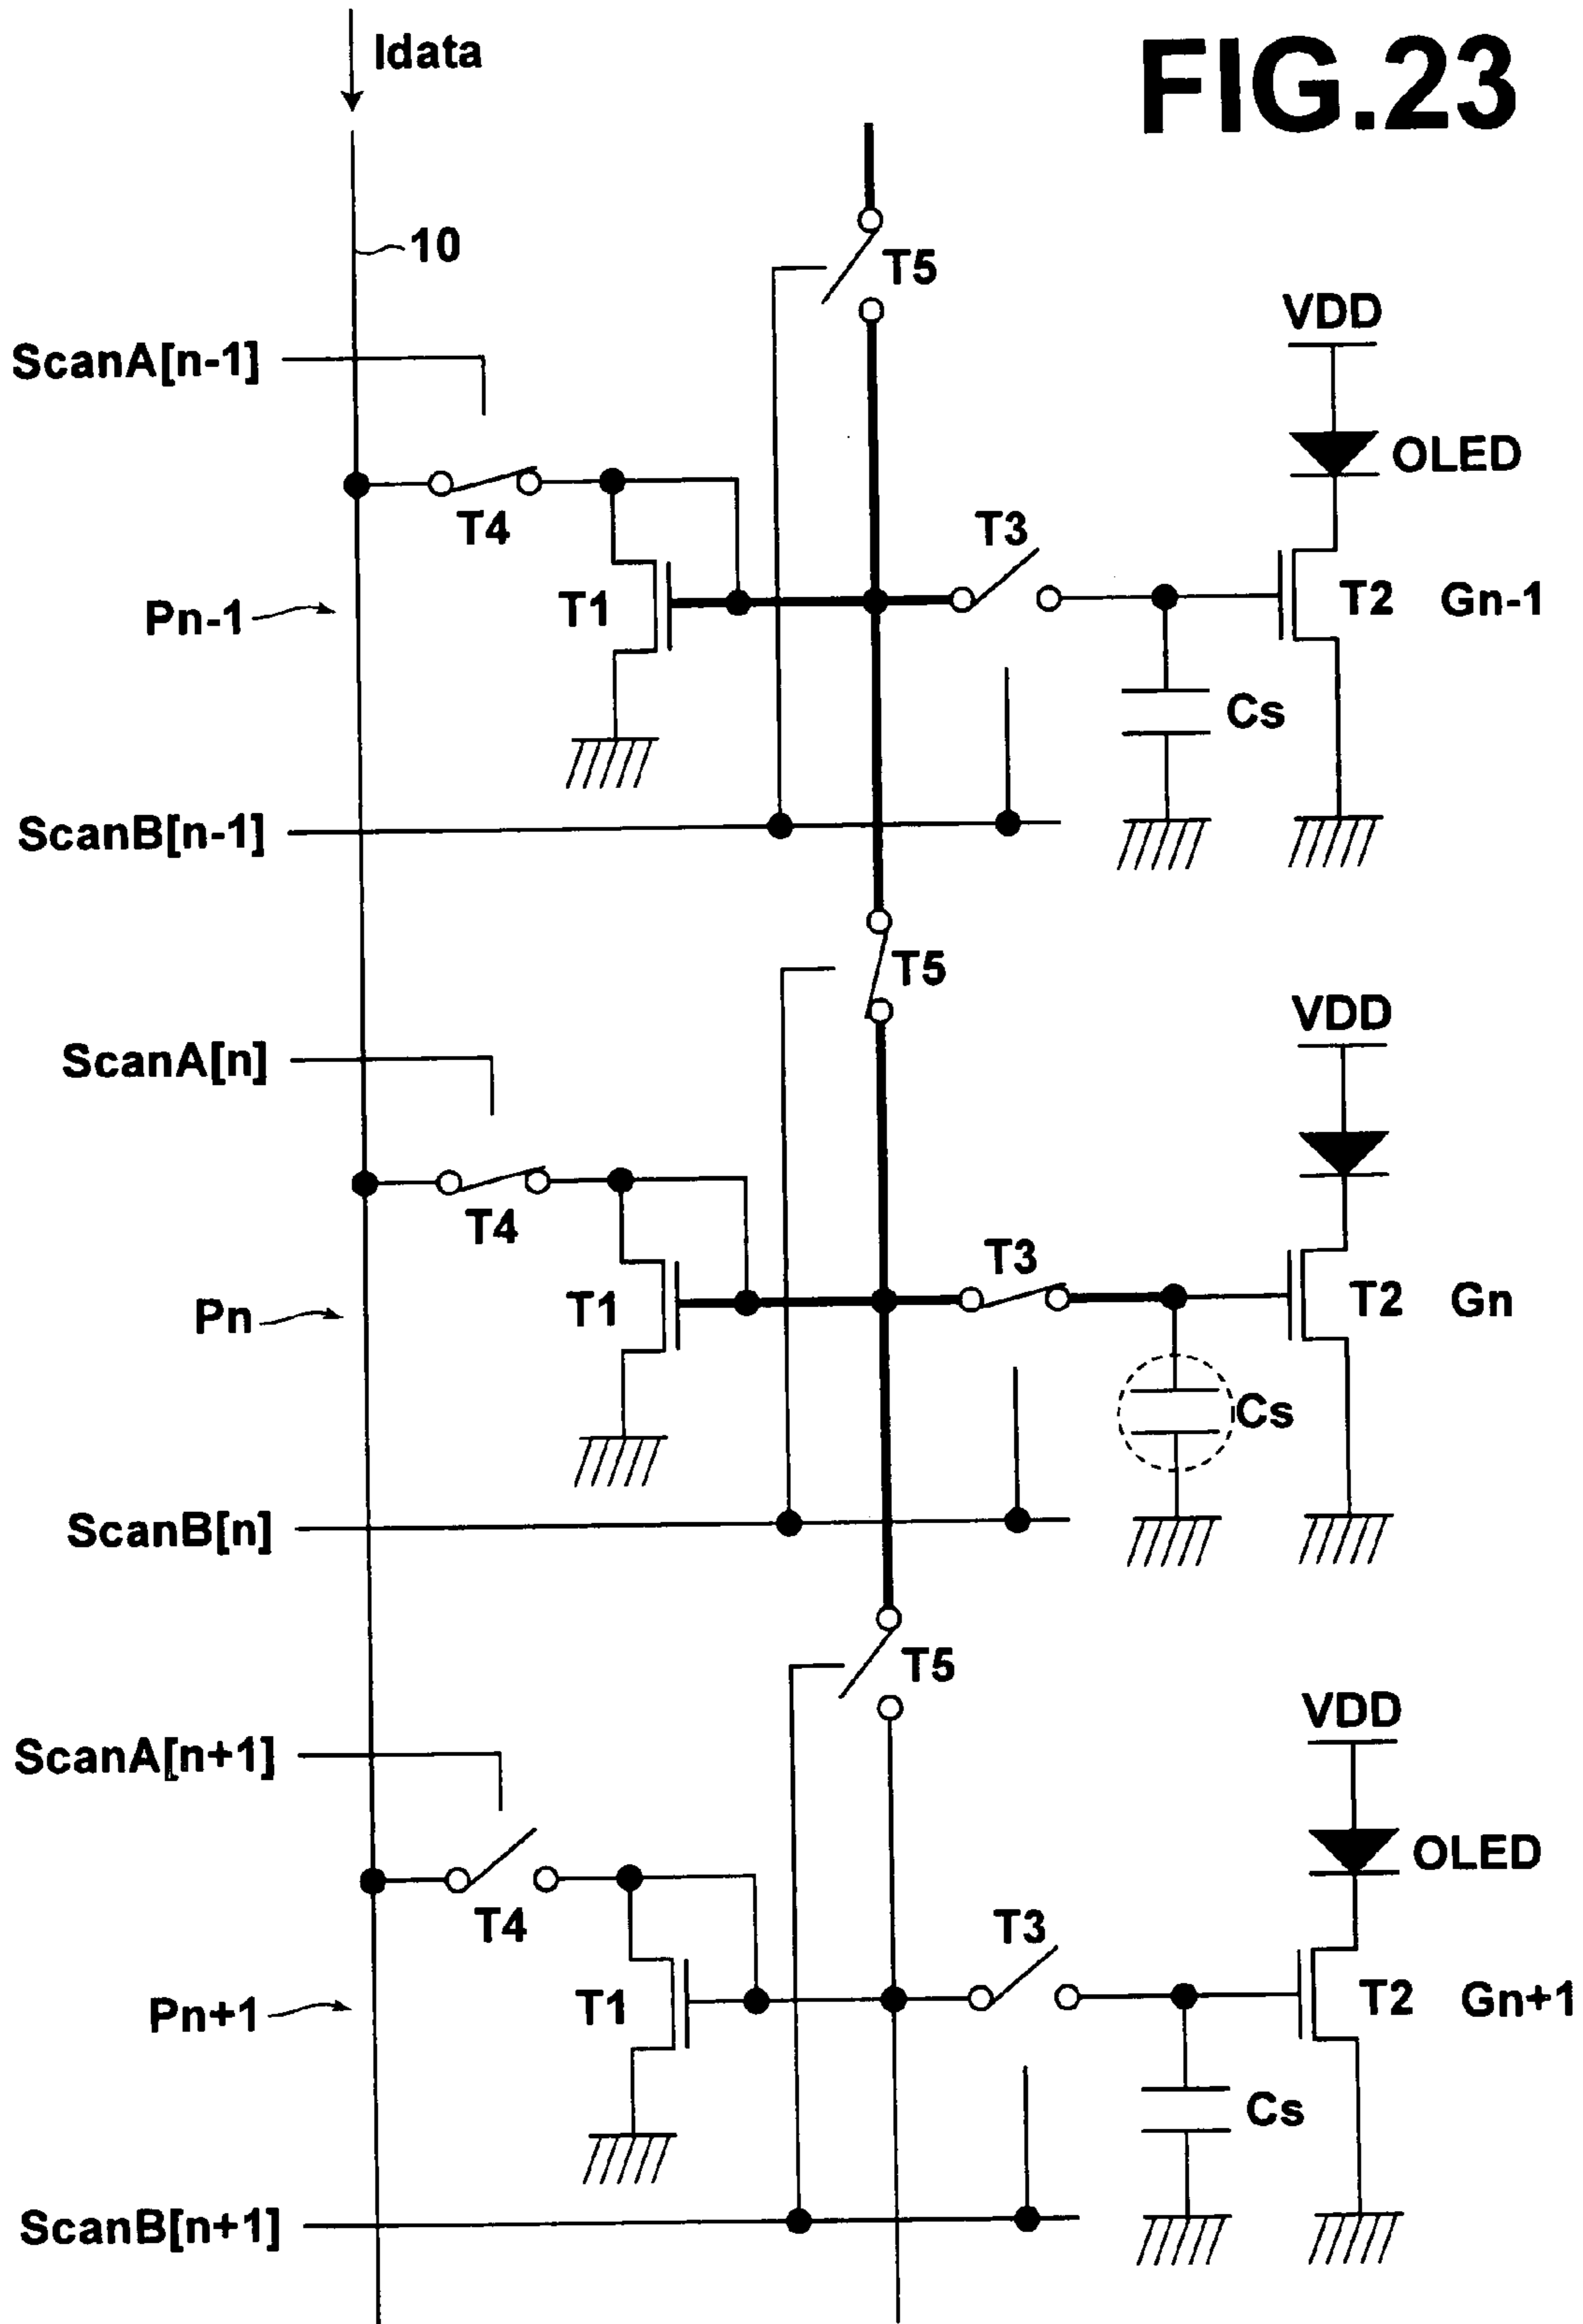 FIG.23
Idata
10
T5
VDD
ScanA[n-1]
OLED
T4
T3
Pn-1
T1
T2
Gn-1
Cs
ScanB[n-1]
T5
VDD
ScanA[n]
T4
T3
Pn
T1
T2
Gn
Cs
ScanB[n]
T5
VDD
ScanA[n+1]
OLED
T4
T3
Pn+1
T1
T2
Gn+1
Cs
ScanB[n+1]